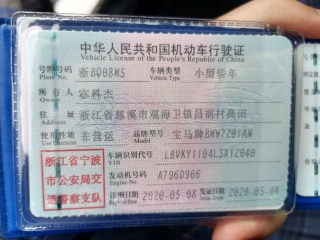 中华人民共和国机动车行驶证
Vehicle License of the People's Republic of China
号牌号码 浙BQ08W5 车辆类型 小型轿车
Plate No. Vehicle Type
所有人 宓科杰
Owner
住址 浙江省慈溪市观海卫镇昌明村高田
Address
使用性质 非营运 品牌型号 宝马牌BMW7201AM
Use Character Model
浙江省宁波
市公安局交
通警察支队
车辆识别代号 LBVKY1104LSX12040
VIN
发动机号码 A7960966
Engine No.
注册日期 2020-05-08 发证日期 2020-05-08
Issue Date